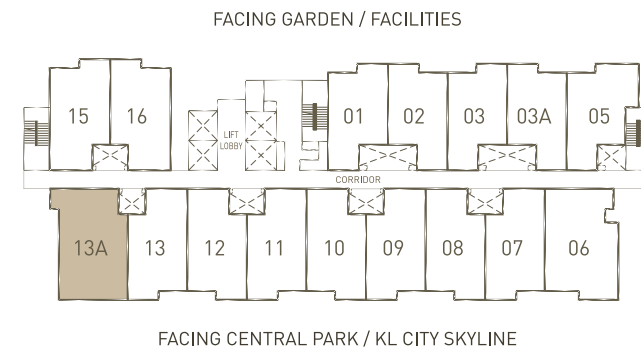 FACING GARDEN / FACILITIES
15 16 01 02 03 03A 05
LIFT
LOBBY
CORRIDOR
13A 13 12 11 10 09 08 07 06
FACING CENTRAL PARK / KL CITY SKYLINE